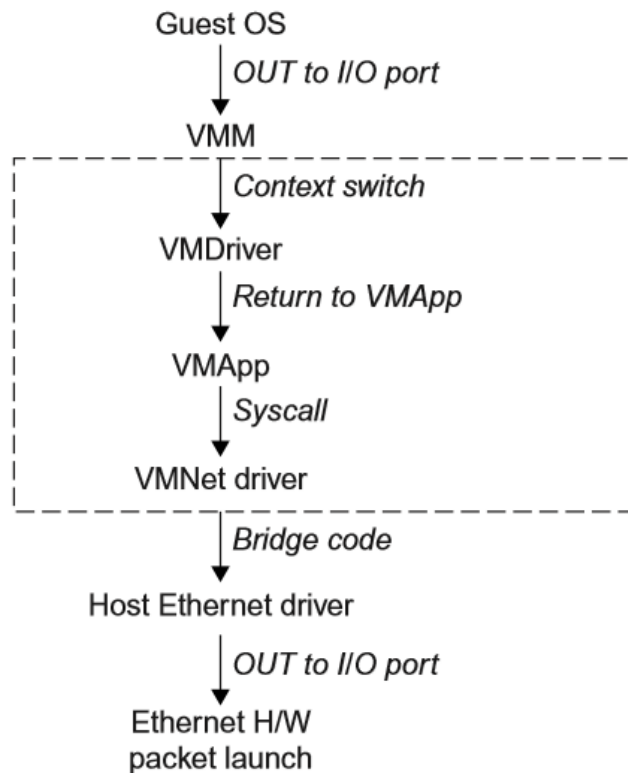 Guest OS
OUT to I/O port
VMM
Context switch
VMDriver
Return to VMApp
VMApp
Syscall
VMNet driver
Bridge code
Host Ethernet driver
OUT to I/O port
Ethernet H/W
packet launch